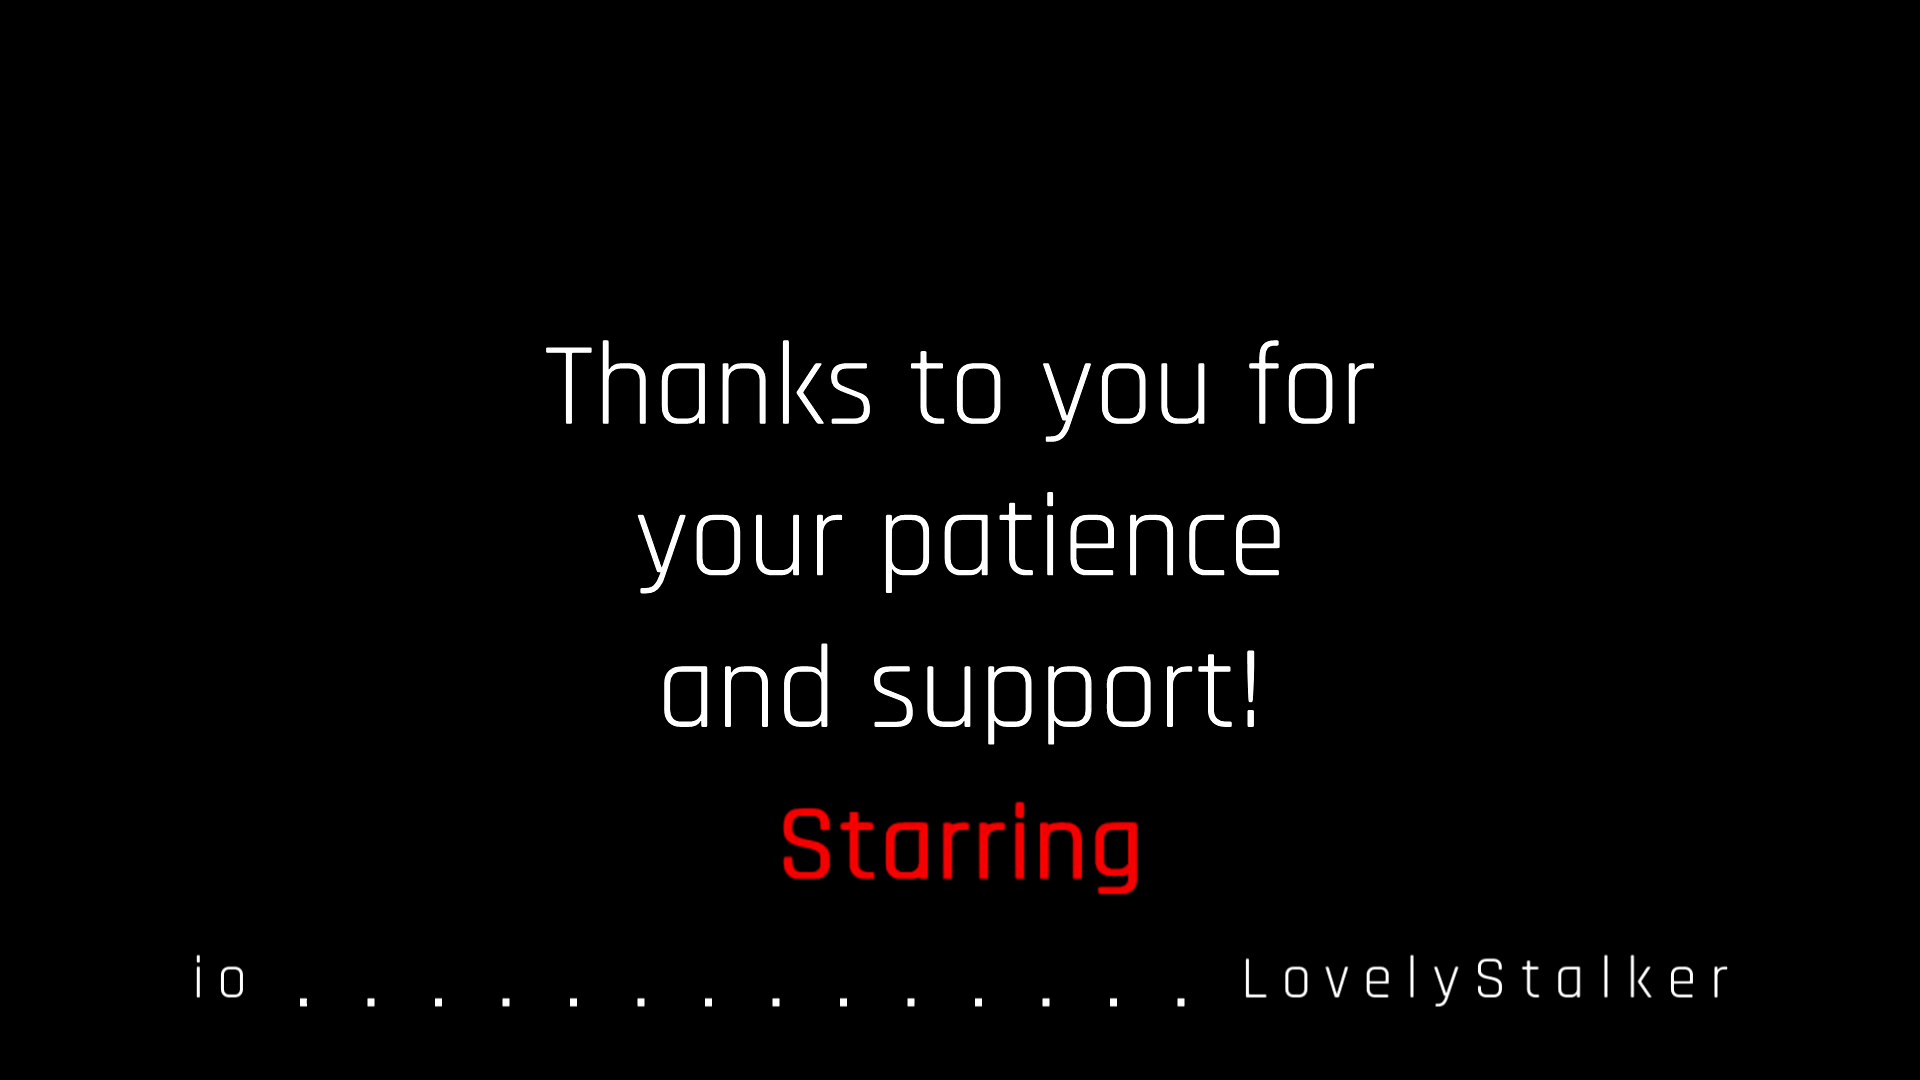 Thanks to you for
your patience
and support!
Starring
io . . . . . . . . . . . . . . LovelyStalker